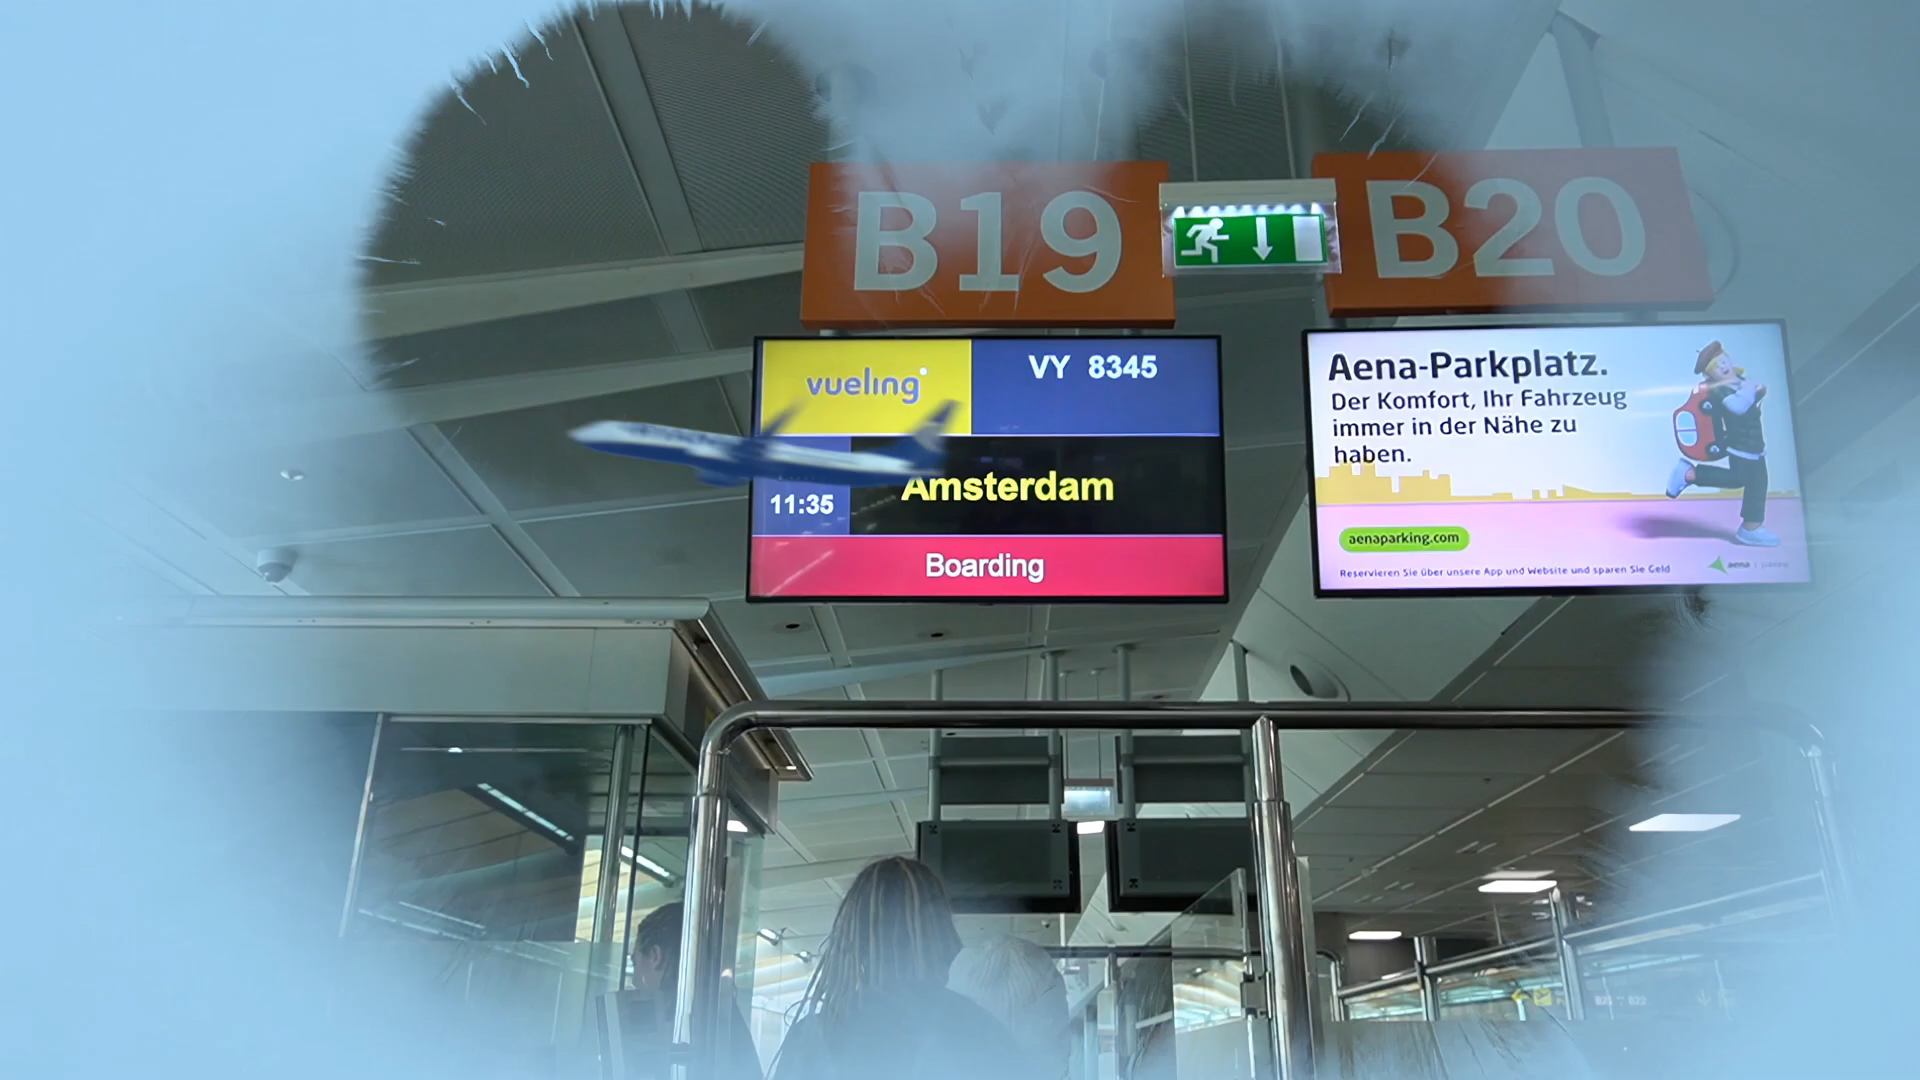 B19
B20
vueling
VY 8345
11:35
Amsterdam
Boarding
Aena-Parkplatz.
Der Komfort, Ihr Fahrzeug
immer in der Nähe zu
haben.
aenaparking.com
Reservieren Sie über unsere App und Website und sparen Sie Geld
aena